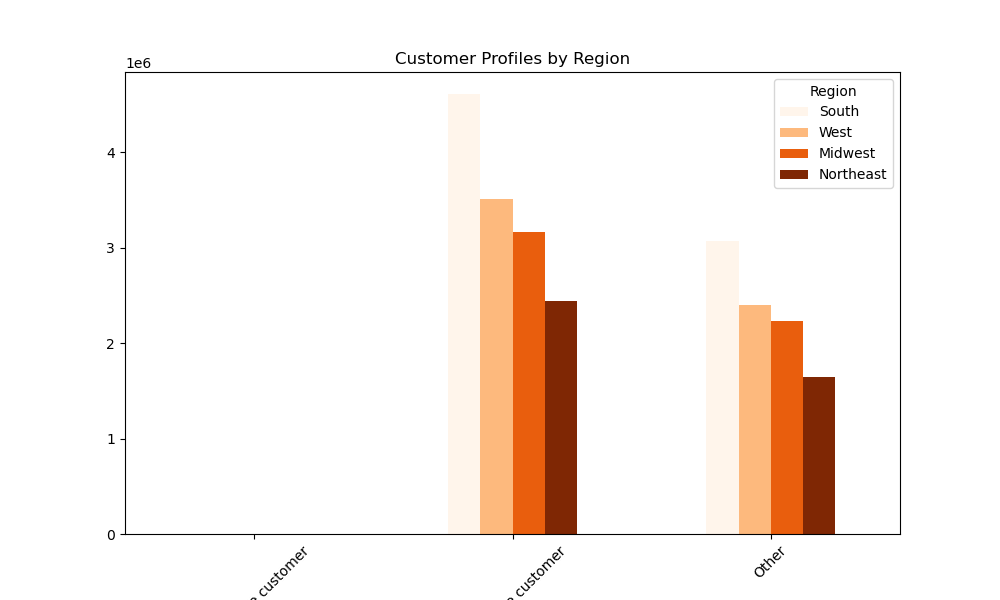 Customer Profiles by Region
1e6
Region
South
West
Midwest
Northeast
4
3
2
1
0
customer
customer
Other